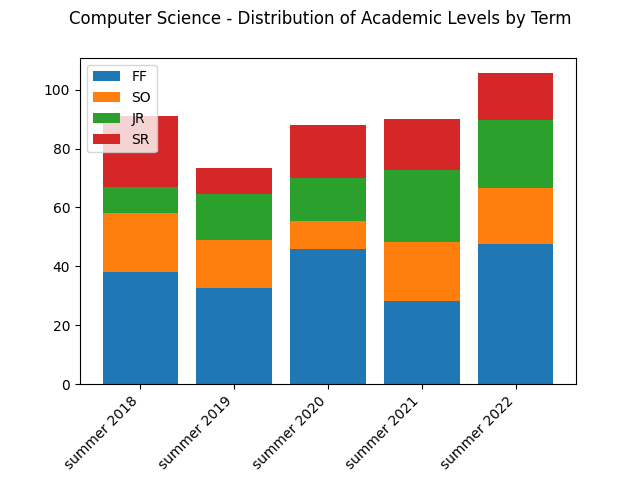 Computer Science - Distribution of Academic Levels by Term
FF
SO
JR
SR
100
80
60
40
20
0
summer 2018
summer 2019
summer 2020
summer 2021
summer 2022